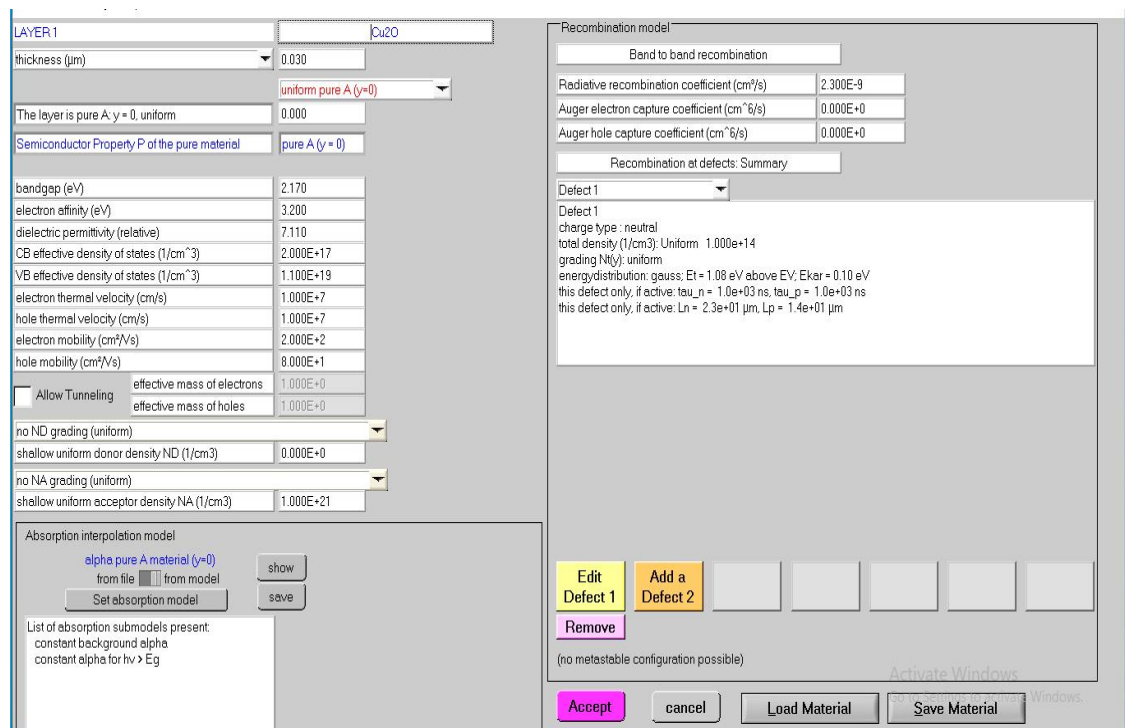 LAYER 1 Cu2O
thickness (µm) 0.030
uniform pure A (y=0)
The layer is pure A: y = 0, uniform 0.000
Semiconductor Property P of the pure material pure A (y = 0)
bandgap (eV) 2.170
electron affinity (eV) 3.200
dielectric permittivity (relative) 7.110
CB effective density of states (1/cm^3) 2.000E+17
VB effective density of states (1/cm^3) 1.100E+19
electron thermal velocity (cm/s) 1.000E+7
hole thermal velocity (cm/s) 1.000E+7
electron mobility (cm²/Vs) 2.000E+2
hole mobility (cm²/Vs) 8.000E+1
Allow Tunneling
effective mass of electrons 1.000E+0
effective mass of holes 1.000E+0
no ND grading (uniform)
shallow uniform donor density ND (1/cm3) 0.000E+0
no NA grading (uniform)
shallow uniform acceptor density NA (1/cm3) 1.000E+21
Absorption interpolation model
alpha pure A material (y=0)
from file from model
show
Set absorption model
save
List of absorption submodels present:
constant background alpha
constant alpha for hv > Eg
Recombination model
Band to band recombination
Radiative recombination coefficient (cm³/s) 2.300E-9
Auger electron capture coefficient (cm^6/s) 0.000E+0
Auger hole capture coefficient (cm^6/s) 0.000E+0
Recombination at defects: Summary
Defect 1
Defect 1
charge type : neutral
total density (1/cm3): Uniform 1.000e+14
grading Nt(y): uniform
energydistribution: gauss; Et = 1.08 eV above EV; Ekar = 0.10 eV
this defect only, if active: tau_n = 1.0e+03 ns, tau_p = 1.0e+03 ns
this defect only, if active: Ln = 2.3e+01 µm, Lp = 1.4e+01 µm
Edit
Defect 1
Add a
Defect 2
Remove
(no metastable configuration possible)
Activate Windows
Go to Settings to activate Windows.
Accept cancel Load Material Save Material